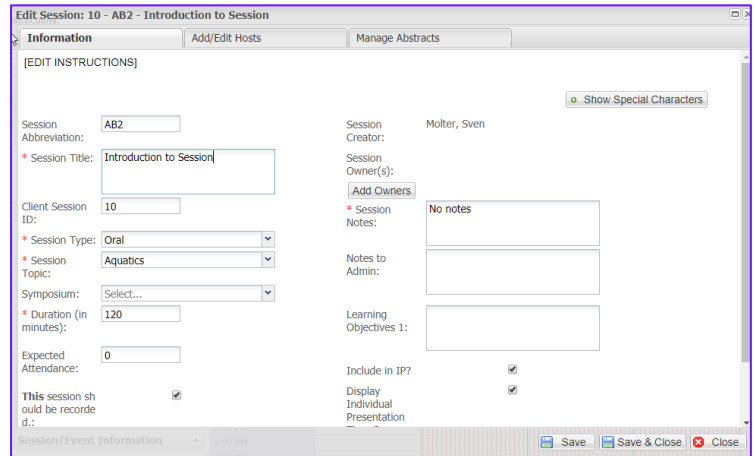 Edit Session: 10 - AB2 - Introduction to Session
Information
Add/Edit Hosts
Manage Abstracts
[EDIT INSTRUCTIONS]
Show Special Characters
Session
Abbreviation:
AB2
* Session Title:
Introduction to Session
Client Session
ID:
10
* Session Type:
Oral
* Session
Topic:
Aquatics
Symposium:
Select...
* Duration (in
minutes):
120
Expected
Attendance:
0
This session sh
ould be recorde
d.:
Session
Creator:
Molter, Sven
Session
Owner(s):
Add Owners
* Session
Notes:
No notes
Notes to
Admin:
Learning
Objectives 1:
Include in IP?
Display
Individual
Presentation
Session/Event Information
5:00 PM
Save
Save & Close
Close